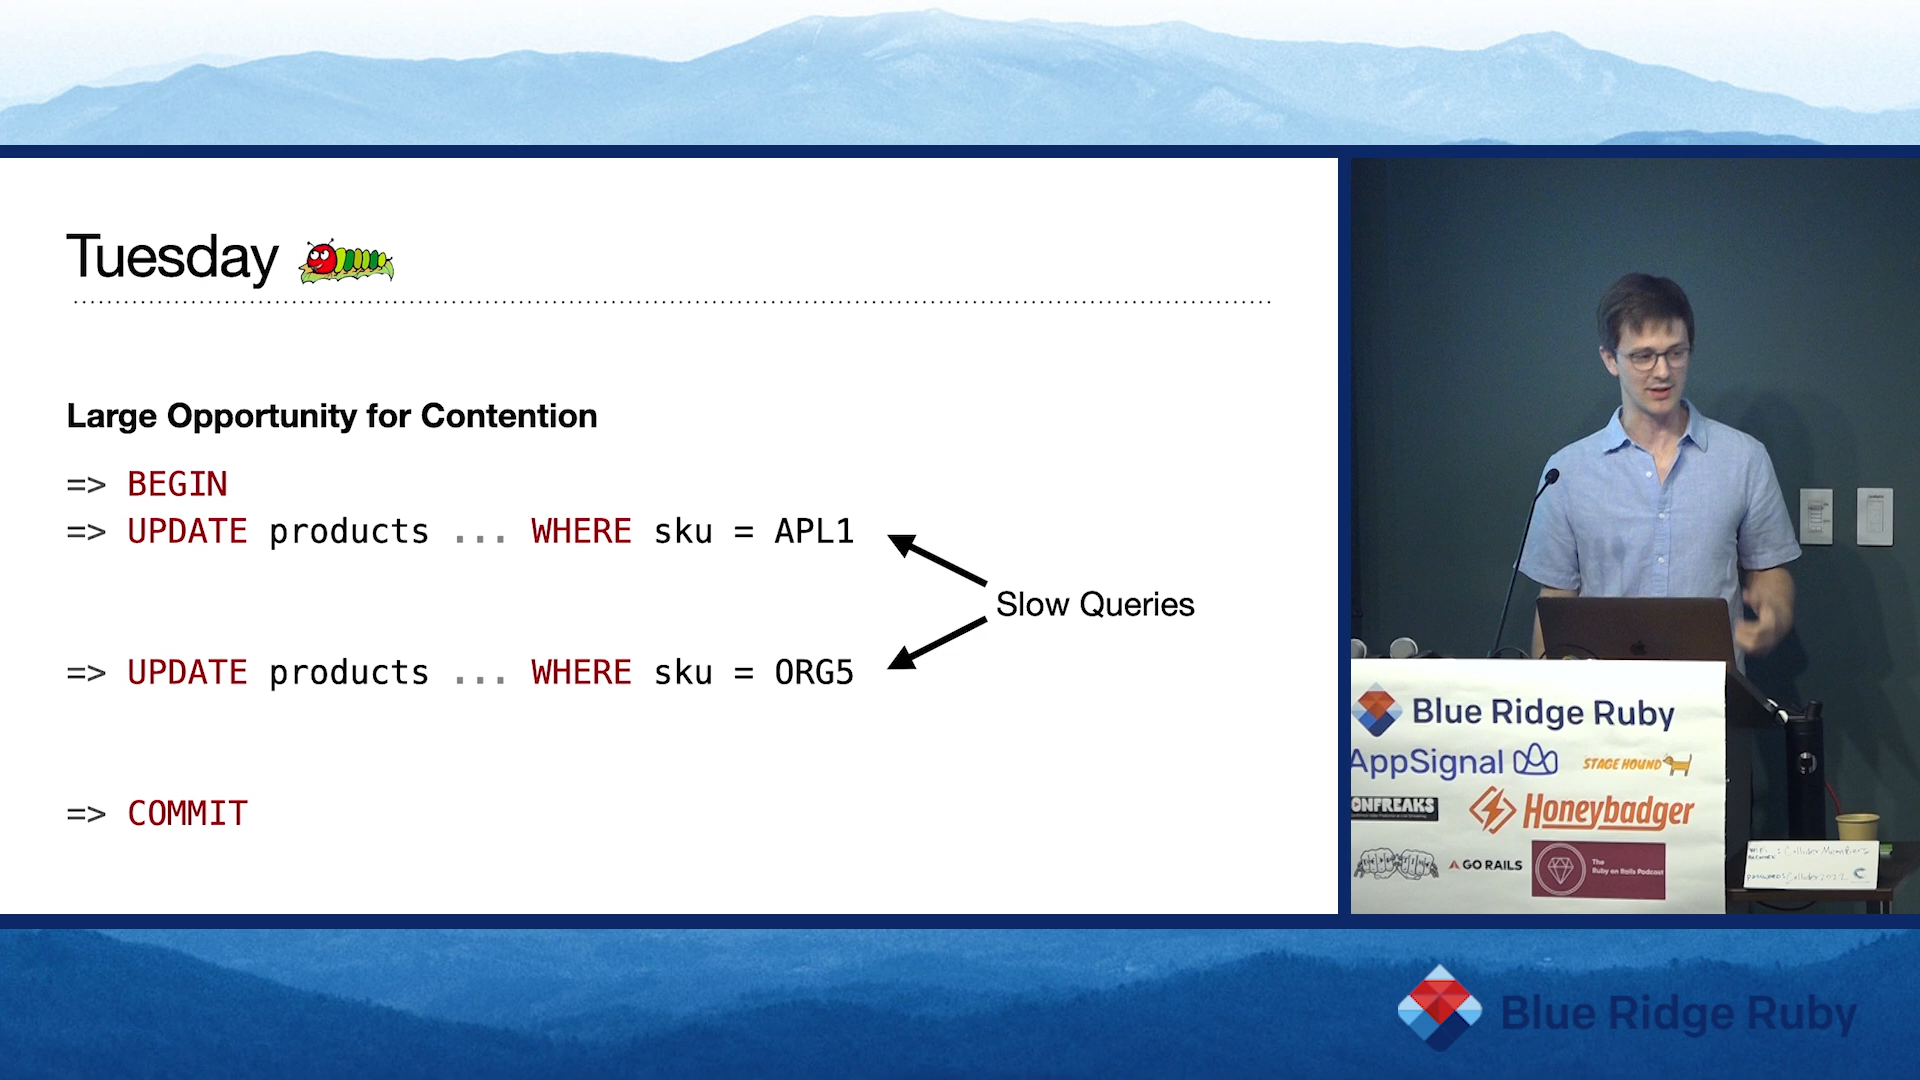 Tuesday
Large Opportunity for Contention
=> BEGIN
=> UPDATE products ... WHERE sku = APL1
Slow Queries
=> UPDATE products ... WHERE sku = ORG5
=> COMMIT
Blue Ridge Ruby
AppSignal
STAGE HOUND
ONFREAKS
Honeybadger
GO RAILS
The
Ruby on Rails Podcast
Blue Ridge Ruby